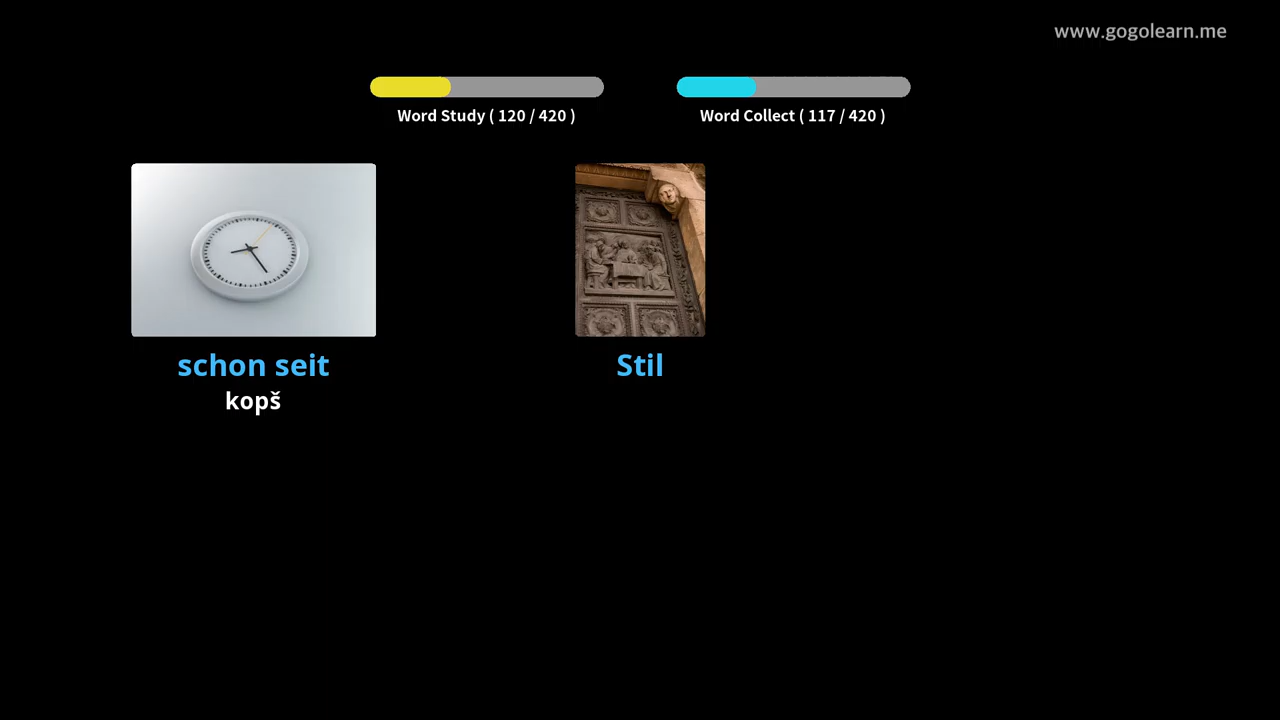 www.gogolearn.me
Word Study ( 120 / 420 )
Word Collect ( 117 / 420 )
schon seit
Stil
kopš